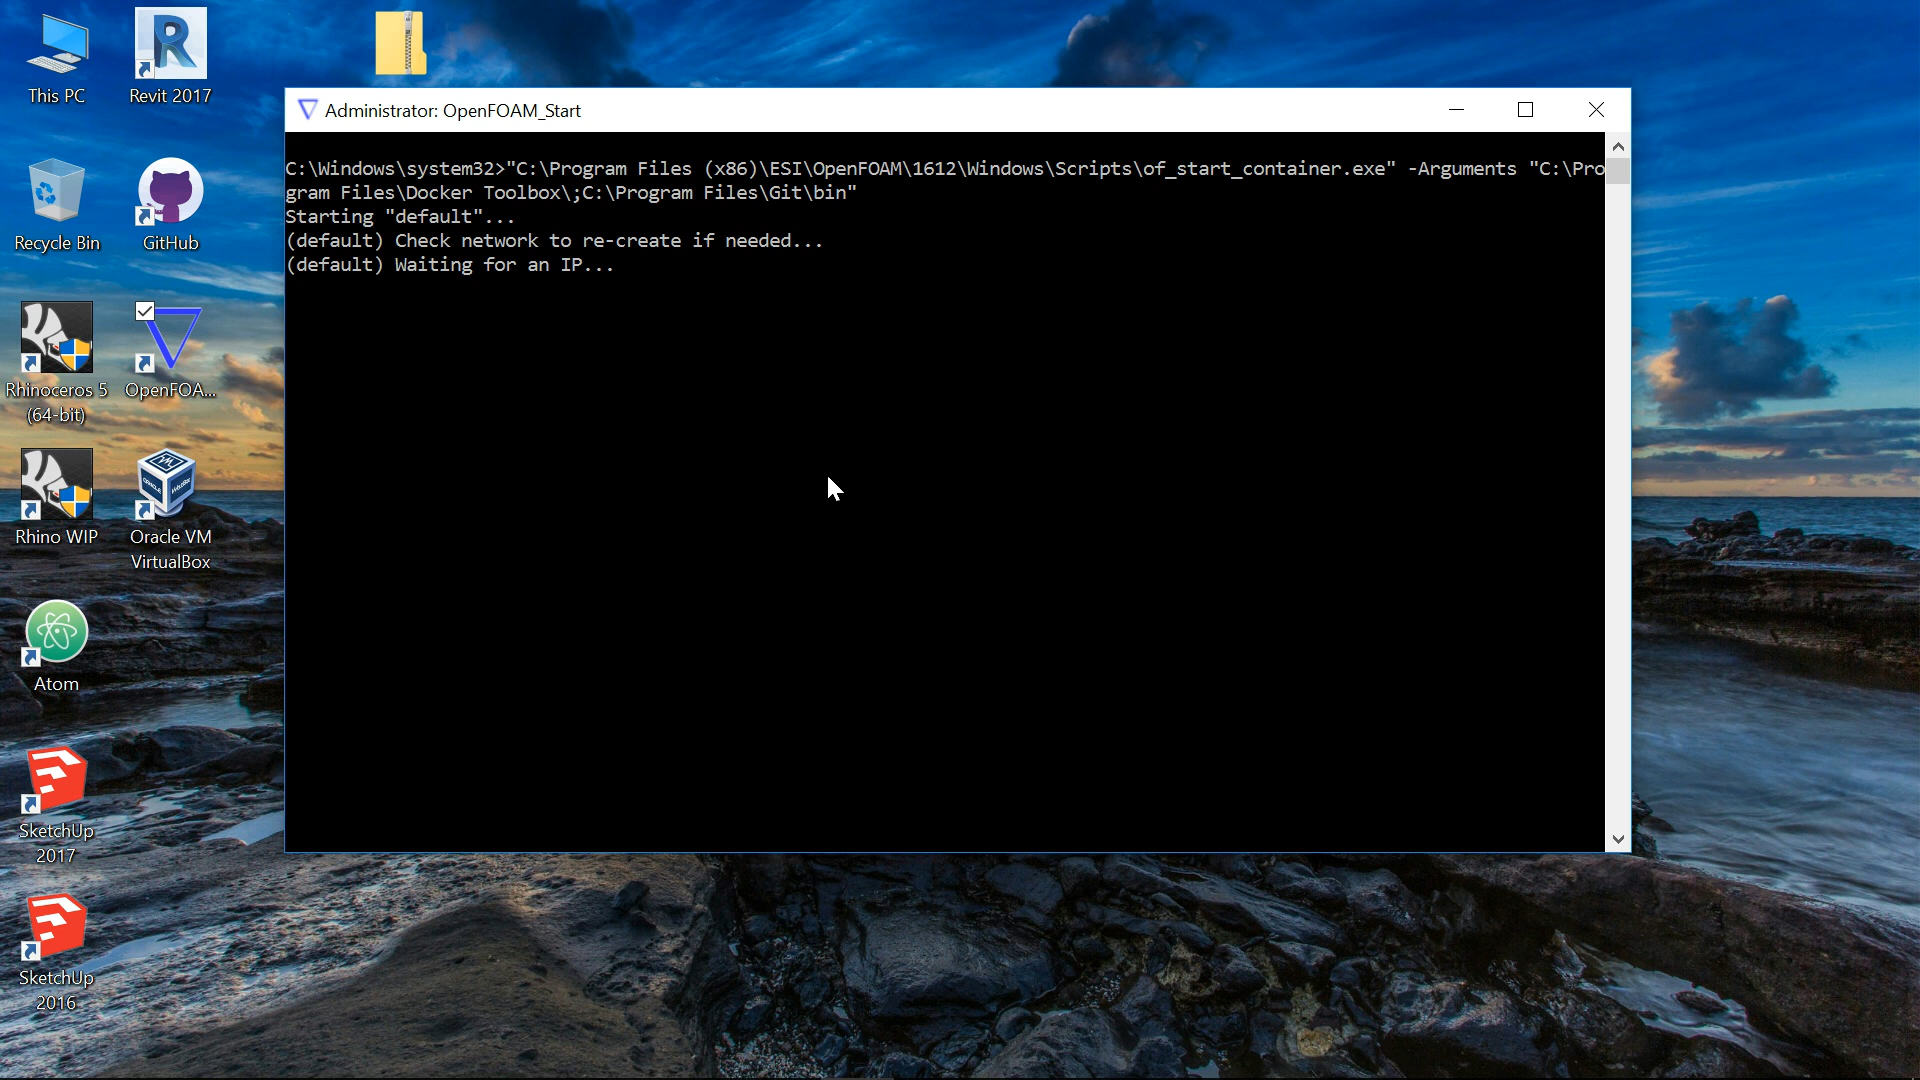 This PC
Revit 2017
Recycle Bin
GitHub
Rhinoceros 5
(64-bit)
OpenFOA...
Rhino WIP
Oracle VM
VirtualBox
Atom
SketchUp
2017
SketchUp
2016
Administrator: OpenFOAM_Start
C:\Windows\system32>"C:\Program Files (x86)\ESI\OpenFOAM\1612\Windows\Scripts\of_start_container.exe" -Arguments "C:\Pro
gram Files\Docker Toolbox\;C:\Program Files\Git\bin"
Starting "default"...
(default) Check network to re-create if needed...
(default) Waiting for an IP...